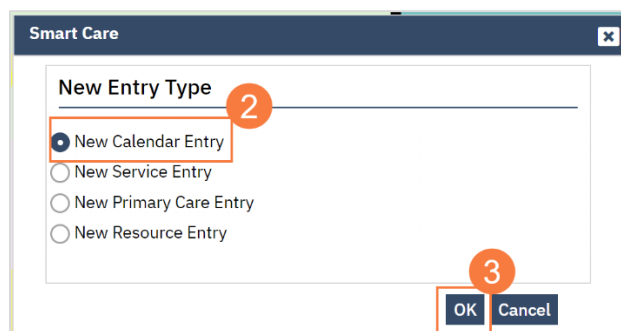 Smart Care
New Entry Type
2
New Calendar Entry
New Service Entry
New Primary Care Entry
New Resource Entry
3
OK Cancel